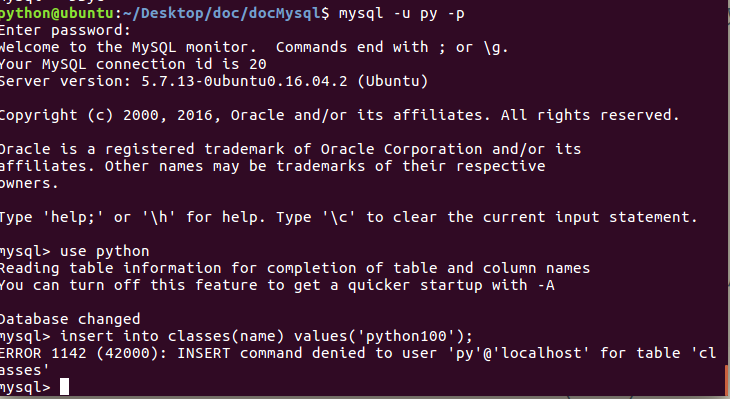 python@ubuntu:~/Desktop/doc/docMysql$ mysql -u py -p
Enter password:
Welcome to the MySQL monitor.  Commands end with ; or \g.
Your MySQL connection id is 20
Server version: 5.7.13-0ubuntu0.16.04.2 (Ubuntu)
Copyright (c) 2000, 2016, Oracle and/or its affiliates. All rights reserved.
Oracle is a registered trademark of Oracle Corporation and/or its
affiliates. Other names may be trademarks of their respective
owners.
Type 'help;' or '\h' for help. Type '\c' to clear the current input statement.
mysql> use python
Reading table information for completion of table and column names
You can turn off this feature to get a quicker startup with -A
Database changed
mysql> insert into classes(name) values('python100');
ERROR 1142 (42000): INSERT command denied to user 'py'@'localhost' for table 'cl
asses'
mysql>